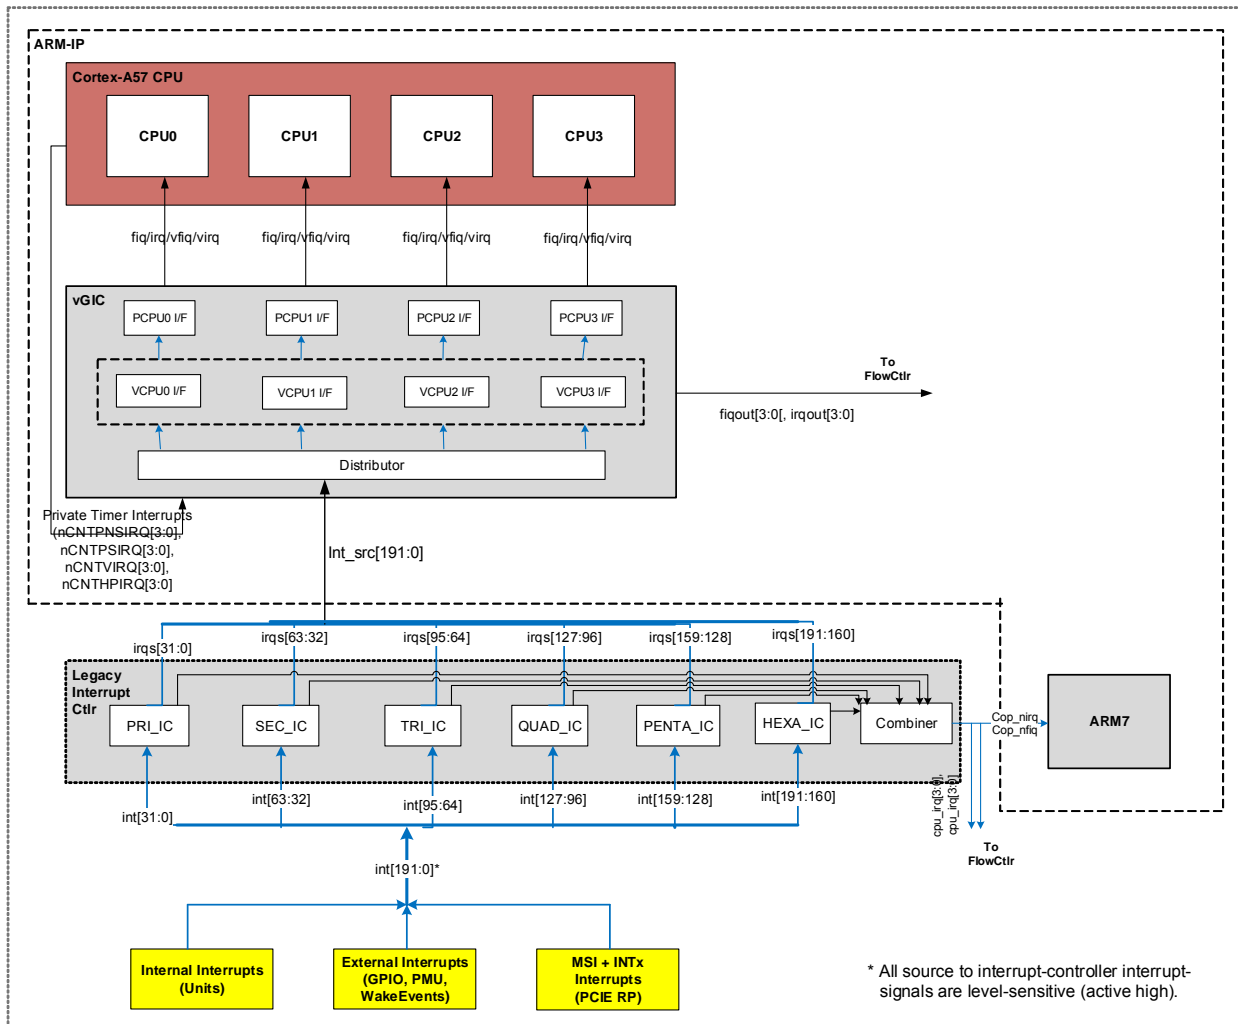 ARM-IP
Cortex-A57 CPU
CPU0
CPU1
CPU2
CPU3
fiq/irq/vfiq/virq
fiq/irq/vfiq/virq
fiq/irq/vfiq/virq
fiq/irq/vfiq/virq
vGIC
PCPU0 I/F
PCPU1 I/F
PCPU2 I/F
PCPU3 I/F
VCPU0 I/F
VCPU1 I/F
VCPU2 I/F
VCPU3 I/F
Distributor
To
FlowCtlr
fiqout[3:0[, irqout[3:0]
Private Timer Interrupts
(nCNTPNSIRQ[3:0],
nCNTPSIRQ[3:0],
nCNTVIRQ[3:0],
nCNTHPIRQ[3:0]
Int_src[191:0]
irqs[31:0]
irqs[63:32]
irqs[95:64]
irqs[127:96]
irqs[159:128]
irqs[191:160]
Legacy
Interrupt
Ctlr
PRI_IC
SEC_IC
TRI_IC
QUAD_IC
PENTA_IC
HEXA_IC
Combiner
Cop_nirq
Cop_nfiq
ARM7
int[31:0]
int[63:32]
int[95:64]
int[127:96]
int[159:128]
int[191:160]
cpu_irq[3:0],
cpu_irq[3:0]
To
FlowCtlr
int[191:0]*
Internal Interrupts
(Units)
External Interrupts
(GPIO, PMU,
WakeEvents)
MSI + INTx
Interrupts
(PCIE RP)
* All source to interrupt-controller interrupt-
signals are level-sensitive (active high).